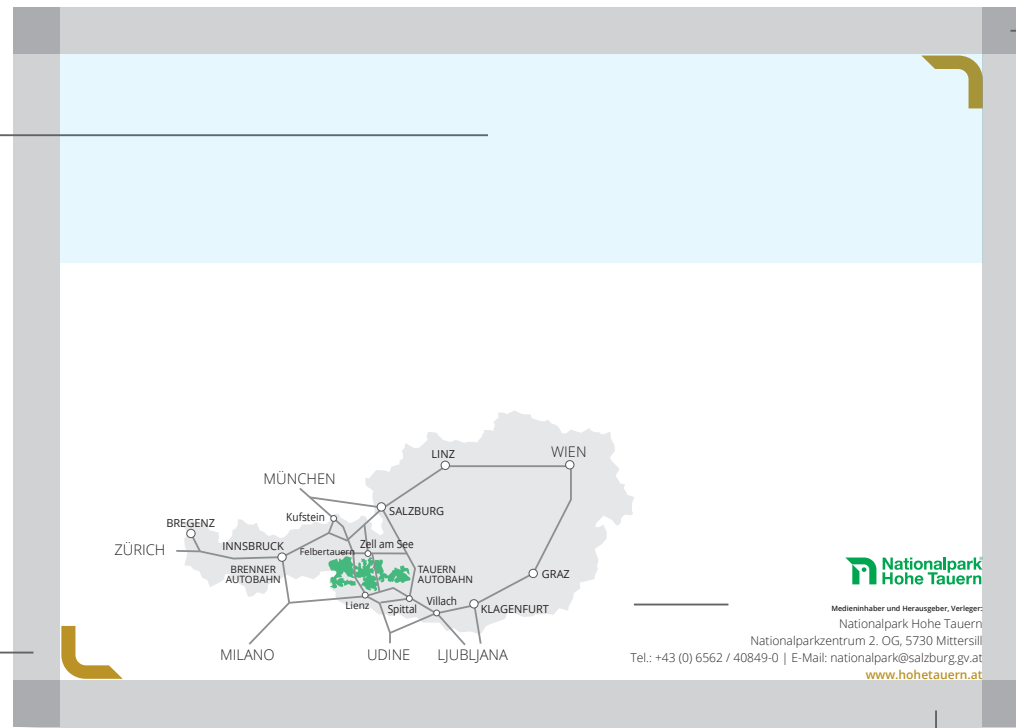 LINZ
WIEN
MÜNCHEN
SALZBURG
Kufstein
BREGENZ
ZÜRICH
INNSBRUCK
Felbertauern
Zell am See
BRENNER
AUTOBAHN
TAUERN
AUTOBAHN
GRAZ
Lienz
Spittal
Villach
KLAGENFURT
MILANO
UDINE
LJUBLJANA
Nationalpark
Hohe Tauern
Medieninhaber und Herausgeber, Verleger:
Nationalpark Hohe Tauern
Nationalparkzentrum 2. OG, 5730 Mittersill
Tel.: +43 (0) 6562 / 40849-0 | E-Mail: nationalpark@salzburg.gv.at
www.hohetauern.at